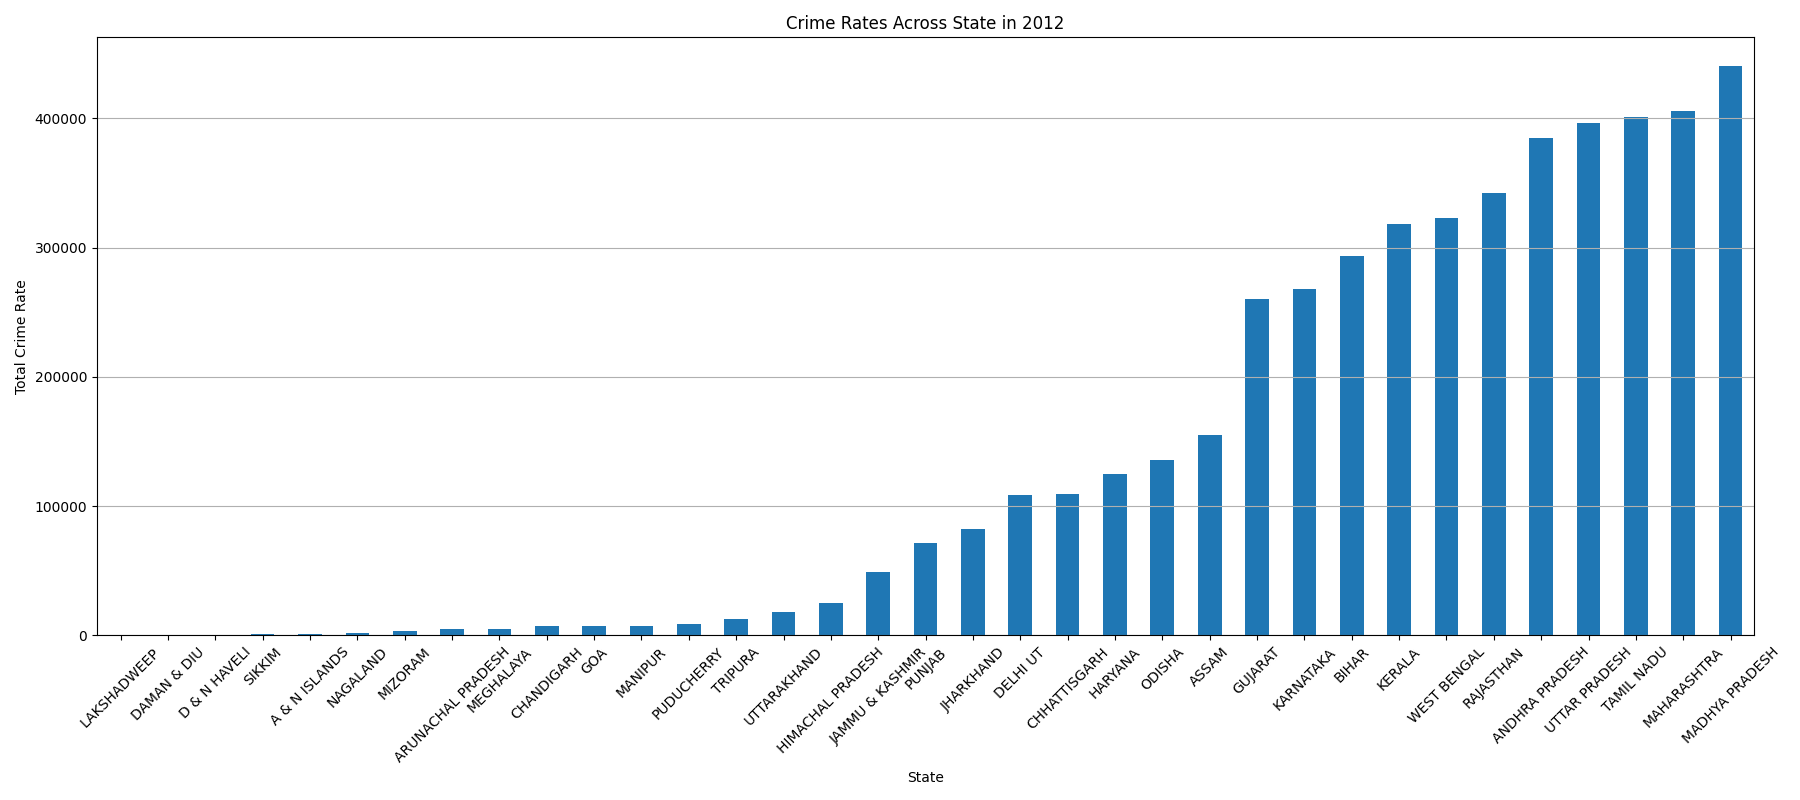 Crime Rates Across State in 2012
Total Crime Rate
400000
300000
200000
100000
0
LAKSHADWEEP
DAMAN & DIU
D & N HAVELI
SIKKIM
A & N ISLANDS
NAGALAND
MIZORAM
ARUNACHAL PRADESH
MEGHALAYA
CHANDIGARH
GOA
MANIPUR
PUDUCHERRY
TRIPURA
UTTARAKHAND
HIMACHAL PRADESH
JAMMU & KASHMIR
PUNJAB
JHARKHAND
DELHI UT
CHHATTISGARH
HARYANA
ODISHA
ASSAM
GUJARAT
KARNATAKA
BIHAR
KERALA
WEST BENGAL
RAJASTHAN
ANDHRA PRADESH
UTTAR PRADESH
TAMIL NADU
MAHARASHTRA
MADHYA PRADESH
State